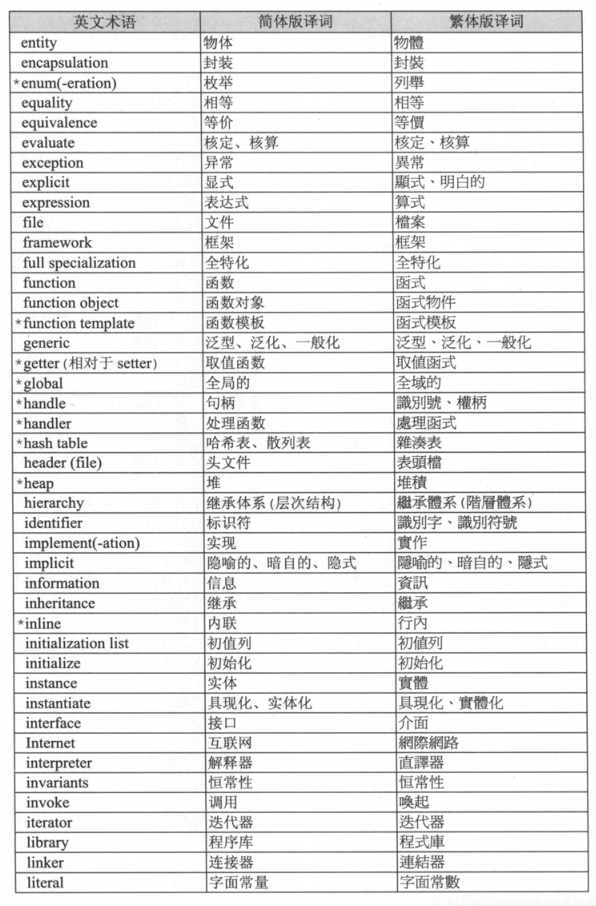 英文术语 简体版译词 繁体版译词
entity 物体 物體
encapsulation 封装 封裝
*enum(-eration) 枚举 列舉
equality 相等 相等
equivalence 等价 等價
evaluate 核定、核算 核定、核算
exception 异常 異常
explicit 显式 顯式、明白的
expression 表达式 算式
file 文件 檔案
framework 框架 框架
full specialization 全特化 全特化
function 函数 函式
function object 函数对象 函式物件
*function template 函数模板 函式模板
generic 泛型、泛化、一般化 泛型、泛化、一般化
*getter (相对于 setter) 取值函数 取值函式
*global 全局的 全域的
*handle 句柄 識別號、權柄
*handler 处理函数 處理函式
*hash table 哈希表、散列表 雜湊表
header (file) 头文件 表頭檔
*heap 堆 堆積
hierarchy 继承体系(层次结构) 繼承體系(階層體系)
identifier 标识符 識別字、識別符號
implement(-ation) 实现 實作
implicit 隐喻的、暗自的、隐式 隱喻的、暗自的、隱式
information 信息 資訊
inheritance 继承 繼承
*inline 内联 行內
initialization list 初值列 初值列
initialize 初始化 初始化
instance 实体 實體
instantiate 具现化、实体化 具現化、實體化
interface 接口 介面
Internet 互联网 網際網路
interpreter 解释器 直譯器
invariants 恒常性 恒常性
invoke 调用 喚起
iterator 迭代器 迭代器
library 程序库 程式庫
linker 连接器 連結器
literal 字面常量 字面常數